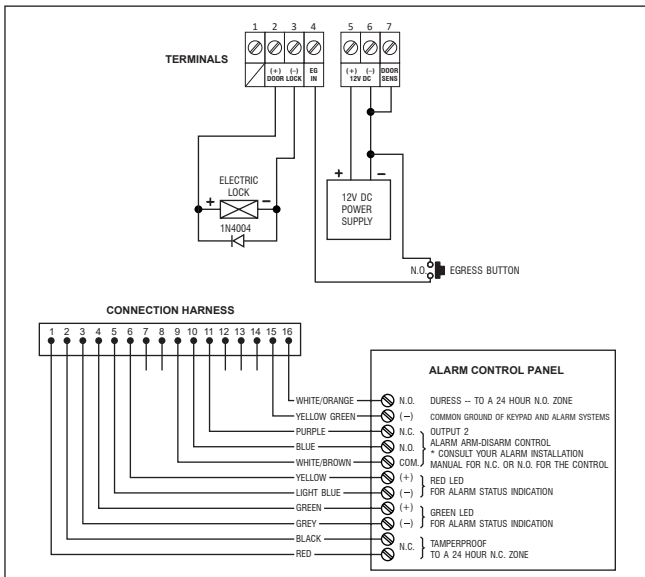 1 2 3 4 5 6 7
TERMINALS
(+) (–) EG (+) (–) DOOR
DOOR LOCK IN 12V DC SENS
+ –
ELECTRIC
LOCK
+ –
1N4004
12V DC
POWER
SUPPLY
N.O. EGRESS BUTTON
CONNECTION HARNESS
1 2 3 4 5 6 7 8 9 10 11 12 13 14 15 16
ALARM CONTROL PANEL
WHITE/ORANGE N.O. DURESS -- TO A 24 HOUR N.O. ZONE
YELLOW GREEN (–) COMMON GROUND OF KEYPAD AND ALARM SYSTEMS
PURPLE N.C. OUTPUT 2
BLUE N.O. ALARM ARM-DISARM CONTROL
* CONSULT YOUR ALARM INSTALLATION
WHITE/BROWN COM. MANUAL FOR N.C. OR N.O. FOR THE CONTROL
YELLOW (+) RED LED
LIGHT BLUE (–) FOR ALARM STATUS INDICATION
GREEN (+) GREEN LED
GREY (–) FOR ALARM STATUS INDICATION
BLACK N.C. TAMPERPROOF
RED TO A 24 HOUR N.C. ZONE